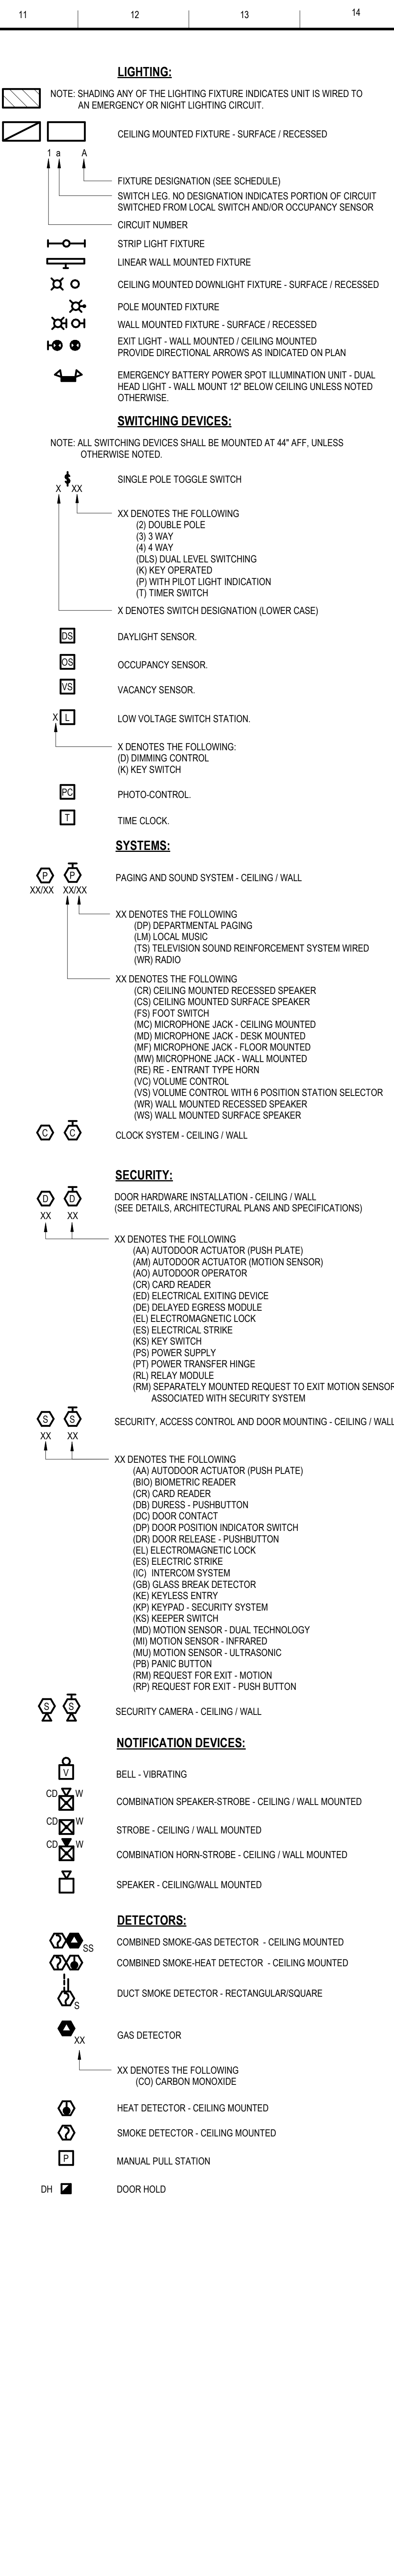 11 12 13 14
LIGHTING:
NOTE: SHADING ANY OF THE LIGHTING FIXTURE INDICATES UNIT IS WIRED TO
AN EMERGENCY OR NIGHT LIGHTING CIRCUIT.
CEILING MOUNTED FIXTURE - SURFACE / RECESSED
1 a A
FIXTURE DESIGNATION (SEE SCHEDULE)
SWITCH LEG. NO DESIGNATION INDICATES PORTION OF CIRCUIT
SWITCHED FROM LOCAL SWITCH AND/OR OCCUPANCY SENSOR
CIRCUIT NUMBER
STRIP LIGHT FIXTURE
LINEAR WALL MOUNTED FIXTURE
CEILING MOUNTED DOWNLIGHT FIXTURE - SURFACE / RECESSED
POLE MOUNTED FIXTURE
WALL MOUNTED FIXTURE - SURFACE / RECESSED
EXIT LIGHT - WALL MOUNTED / CEILING MOUNTED
PROVIDE DIRECTIONAL ARROWS AS INDICATED ON PLAN
EMERGENCY BATTERY POWER SPOT ILLUMINATION UNIT - DUAL
HEAD LIGHT - WALL MOUNT 12" BELOW CEILING UNLESS NOTED
OTHERWISE.
SWITCHING DEVICES:
NOTE: ALL SWITCHING DEVICES SHALL BE MOUNTED AT 44" AFF, UNLESS
OTHERWISE NOTED.
$ SINGLE POLE TOGGLE SWITCH
X XX
XX DENOTES THE FOLLOWING
(2) DOUBLE POLE
(3) 3 WAY
(4) 4 WAY
(DLS) DUAL LEVEL SWITCHING
(K) KEY OPERATED
(P) WITH PILOT LIGHT INDICATION
(T) TIMER SWITCH
X DENOTES SWITCH DESIGNATION (LOWER CASE)
DS DAYLIGHT SENSOR.
OS OCCUPANCY SENSOR.
VS VACANCY SENSOR.
X L LOW VOLTAGE SWITCH STATION.
X DENOTES THE FOLLOWING:
(D) DIMMING CONTROL
(K) KEY SWITCH
PC PHOTO-CONTROL.
T TIME CLOCK.
SYSTEMS:
P P PAGING AND SOUND SYSTEM - CEILING / WALL
XX/XX XX/XX
XX DENOTES THE FOLLOWING
(DP) DEPARTMENTAL PAGING
(LM) LOCAL MUSIC
(TS) TELEVISION SOUND REINFORCEMENT SYSTEM WIRED
(WR) RADIO
XX DENOTES THE FOLLOWING
(CR) CEILING MOUNTED RECESSED SPEAKER
(CS) CEILING MOUNTED SURFACE SPEAKER
(FS) FOOT SWITCH
(MC) MICROPHONE JACK - CEILING MOUNTED
(MD) MICROPHONE JACK - DESK MOUNTED
(MF) MICROPHONE JACK - FLOOR MOUNTED
(MW) MICROPHONE JACK - WALL MOUNTED
(RE) RE - ENTRANT TYPE HORN
(VC) VOLUME CONTROL
(VS) VOLUME CONTROL WITH 6 POSITION STATION SELECTOR
(WR) WALL MOUNTED RECESSED SPEAKER
(WS) WALL MOUNTED SURFACE SPEAKER
C C CLOCK SYSTEM - CEILING / WALL
SECURITY:
D D DOOR HARDWARE INSTALLATION - CEILING / WALL
(SEE DETAILS, ARCHITECTURAL PLANS AND SPECIFICATIONS)
XX XX
XX DENOTES THE FOLLOWING
(AA) AUTODOOR ACTUATOR (PUSH PLATE)
(AM) AUTODOOR ACTUATOR (MOTION SENSOR)
(AO) AUTODOOR OPERATOR
(CR) CARD READER
(ED) ELECTRICAL EXITING DEVICE
(DE) DELAYED EGRESS MODULE
(EL) ELECTROMAGNETIC LOCK
(ES) ELECTRICAL STRIKE
(KS) KEY SWITCH
(PS) POWER SUPPLY
(PT) POWER TRANSFER HINGE
(RL) RELAY MODULE
(RM) SEPARATELY MOUNTED REQUEST TO EXIT MOTION SENSOR
ASSOCIATED WITH SECURITY SYSTEM
S S SECURITY, ACCESS CONTROL AND DOOR MOUNTING - CEILING / WALL
XX XX
XX DENOTES THE FOLLOWING
(AA) AUTODOOR ACTUATOR (PUSH PLATE)
(BIO) BIOMETRIC READER
(CR) CARD READER
(DB) DURESS - PUSHBUTTON
(DC) DOOR CONTACT
(DP) DOOR POSITION INDICATOR SWITCH
(DR) DOOR RELEASE - PUSHBUTTON
(EL) ELECTROMAGNETIC LOCK
(ES) ELECTRIC STRIKE
(IC) INTERCOM SYSTEM
(GB) GLASS BREAK DETECTOR
(KE) KEYLESS ENTRY
(KP) KEYPAD - SECURITY SYSTEM
(KS) KEEPER SWITCH
(MD) MOTION SENSOR - DUAL TECHNOLOGY
(MI) MOTION SENSOR - INFRARED
(MU) MOTION SENSOR - ULTRASONIC
(PB) PANIC BUTTON
(RM) REQUEST FOR EXIT - MOTION
(RP) REQUEST FOR EXIT - PUSH BUTTON
S S SECURITY CAMERA - CEILING / WALL
NOTIFICATION DEVICES:
V BELL - VIBRATING
CD W COMBINATION SPEAKER-STROBE - CEILING / WALL MOUNTED
CD W STROBE - CEILING / WALL MOUNTED
CD W COMBINATION HORN-STROBE - CEILING / WALL MOUNTED
SPEAKER - CEILING/WALL MOUNTED
DETECTORS:
SS COMBINED SMOKE-GAS DETECTOR - CEILING MOUNTED
COMBINED SMOKE-HEAT DETECTOR - CEILING MOUNTED
S DUCT SMOKE DETECTOR - RECTANGULAR/SQUARE
GAS DETECTOR
XX
XX DENOTES THE FOLLOWING
(CO) CARBON MONOXIDE
HEAT DETECTOR - CEILING MOUNTED
SMOKE DETECTOR - CEILING MOUNTED
P MANUAL PULL STATION
DH DOOR HOLD